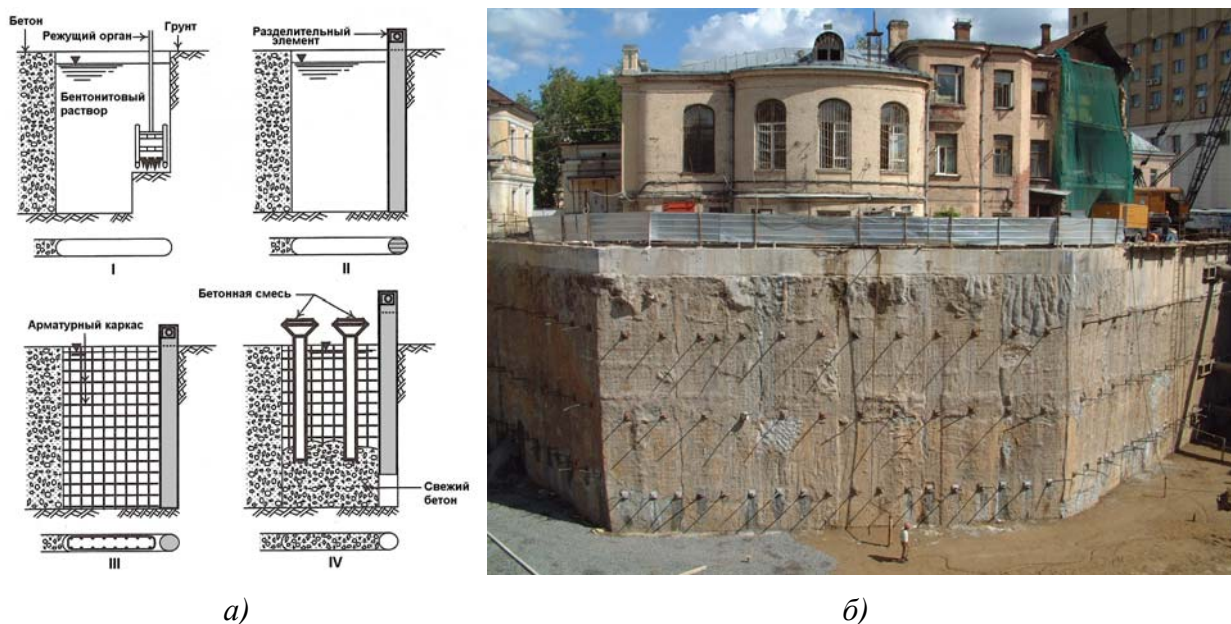 Бетон
Режущий орган
Грунт
Бентонитовый
раствор
I
Разделительный
элемент
II
Арматурный каркас
III
Бетонная смесь
Свежий
бетон
IV
а)
б)